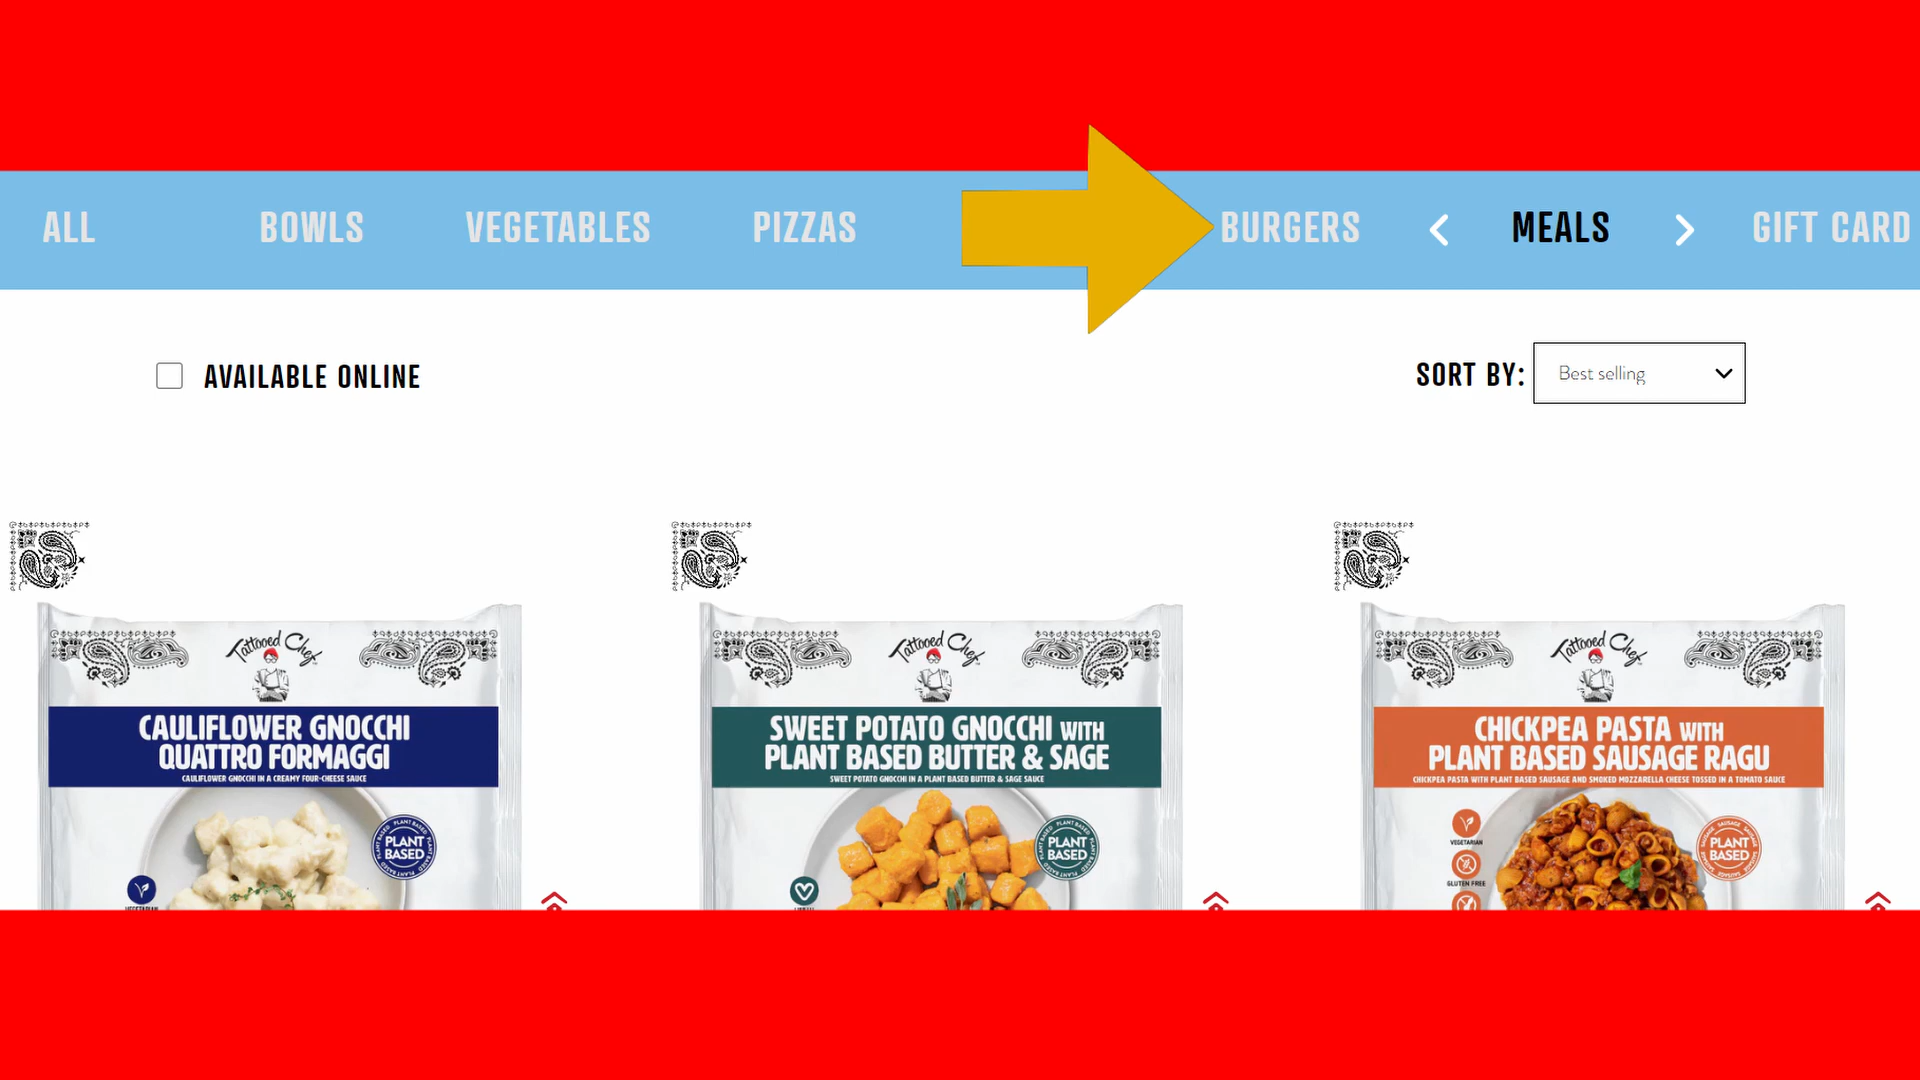 ALL BOWLS VEGETABLES PIZZAS BURGERS MEALS GIFT CARD
AVAILABLE ONLINE
SORT BY: Best selling
Tattooed Chef
CAULIFLOWER GNOCCHI
QUATTRO FORMAGGI
CAULIFLOWER GNOCCHI IN A CREAMY FOUR-CHEESE SAUCE
PLANT BASED
Tattooed Chef
SWEET POTATO GNOCCHI WITH
PLANT BASED BUTTER & SAGE
SWEET POTATO GNOCCHI IN A PLANT BASED BUTTER & SAGE SAUCE
PLANT BASED
Tattooed Chef
CHICKPEA PASTA WITH
PLANT BASED SAUSAGE RAGU
CHICKPEA PASTA WITH PLANT BASED SAUSAGE AND SMOKED MOZZARELLA CHEESE TOSSED IN A TOMATO SAUCE
VEGETARIAN
GLUTEN FREE
SAUSAGE
PLANT BASED